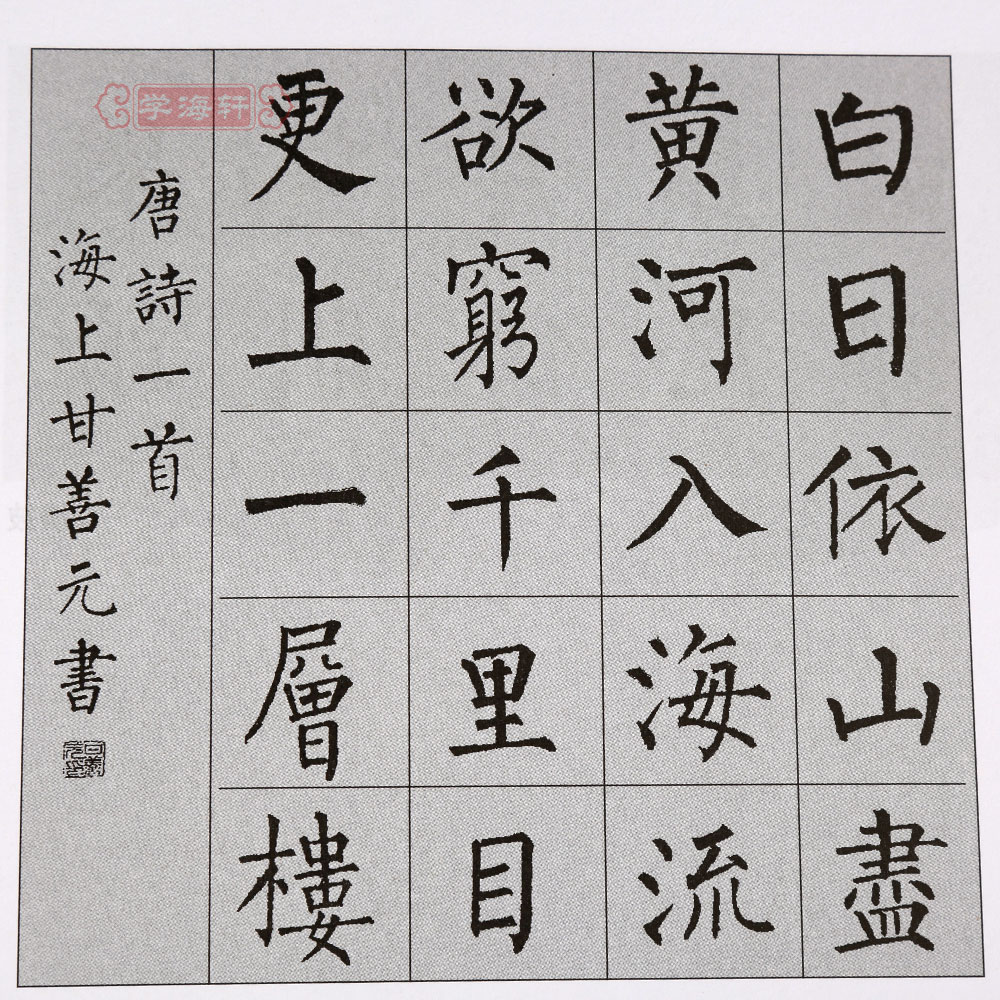 白日依山盡
黄河入海流
欲窮千里目
更上一層樓
唐詩一首
海上甘善元書
学海轩